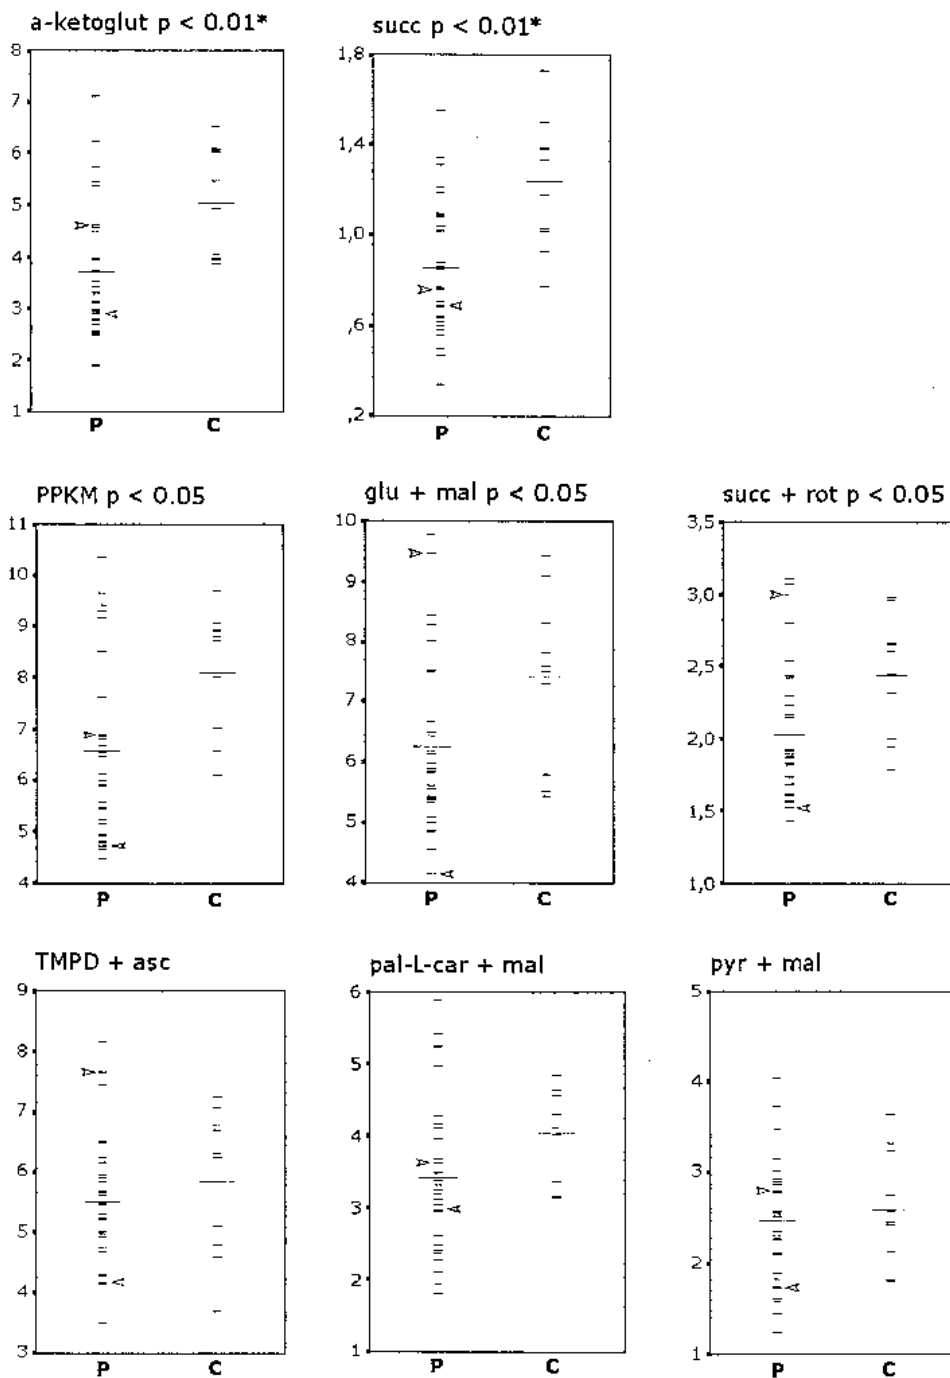 a-ketoglut p < 0.01*
succ p < 0.01*
8
7
6
5
4
3
2
1
P
C
1,8
1,4
1,0
,6
,2
P
C
PPKM p < 0.05
glu + mal p < 0.05
succ + rot p < 0.05
11
10
9
8
7
6
5
4
P
C
10
9
8
7
6
5
4
P
C
3,5
3,0
2,5
2,0
1,5
1,0
P
C
TMPD + asc
pal-L-car + mal
pyr + mal
9
8
7
6
5
4
3
P
C
6
5
4
3
2
1
P
C
5
4
3
2
1
P
C